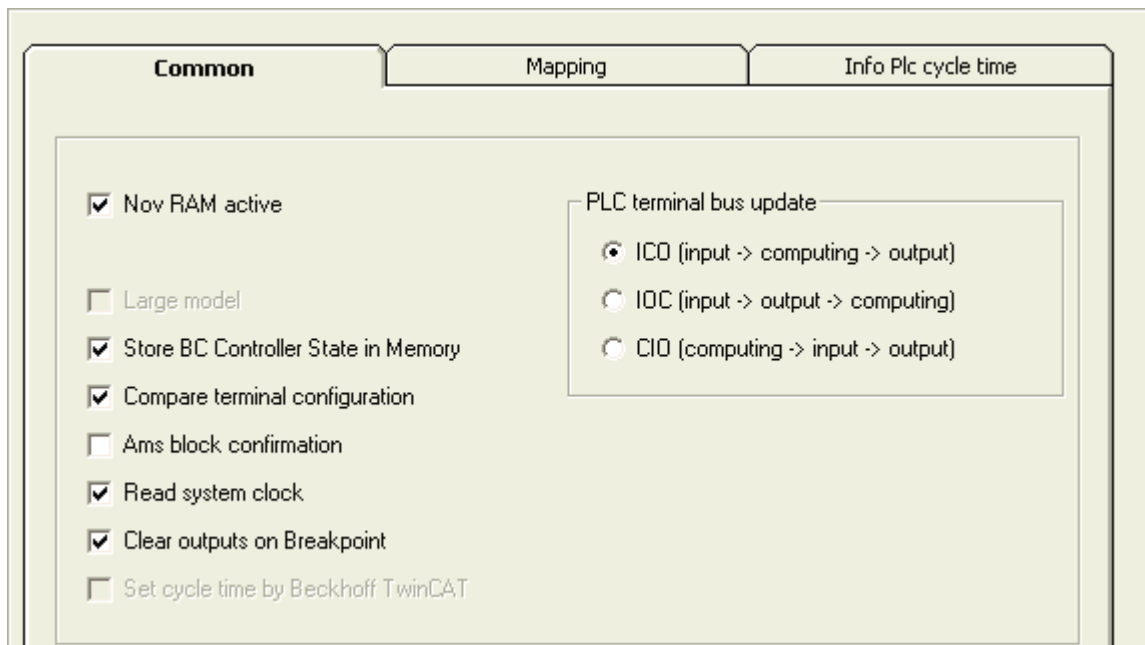 Common
Mapping
Info Plc cycle time
Nov RAM active
Large model
Store BC Controller State in Memory
Compare terminal configuration
Ams block confirmation
Read system clock
Clear outputs on Breakpoint
Set cycle time by Beckhoff TwinCAT
PLC terminal bus update
ICO (input -> computing -> output)
IOC (input -> output -> computing)
CIO (computing -> input -> output)